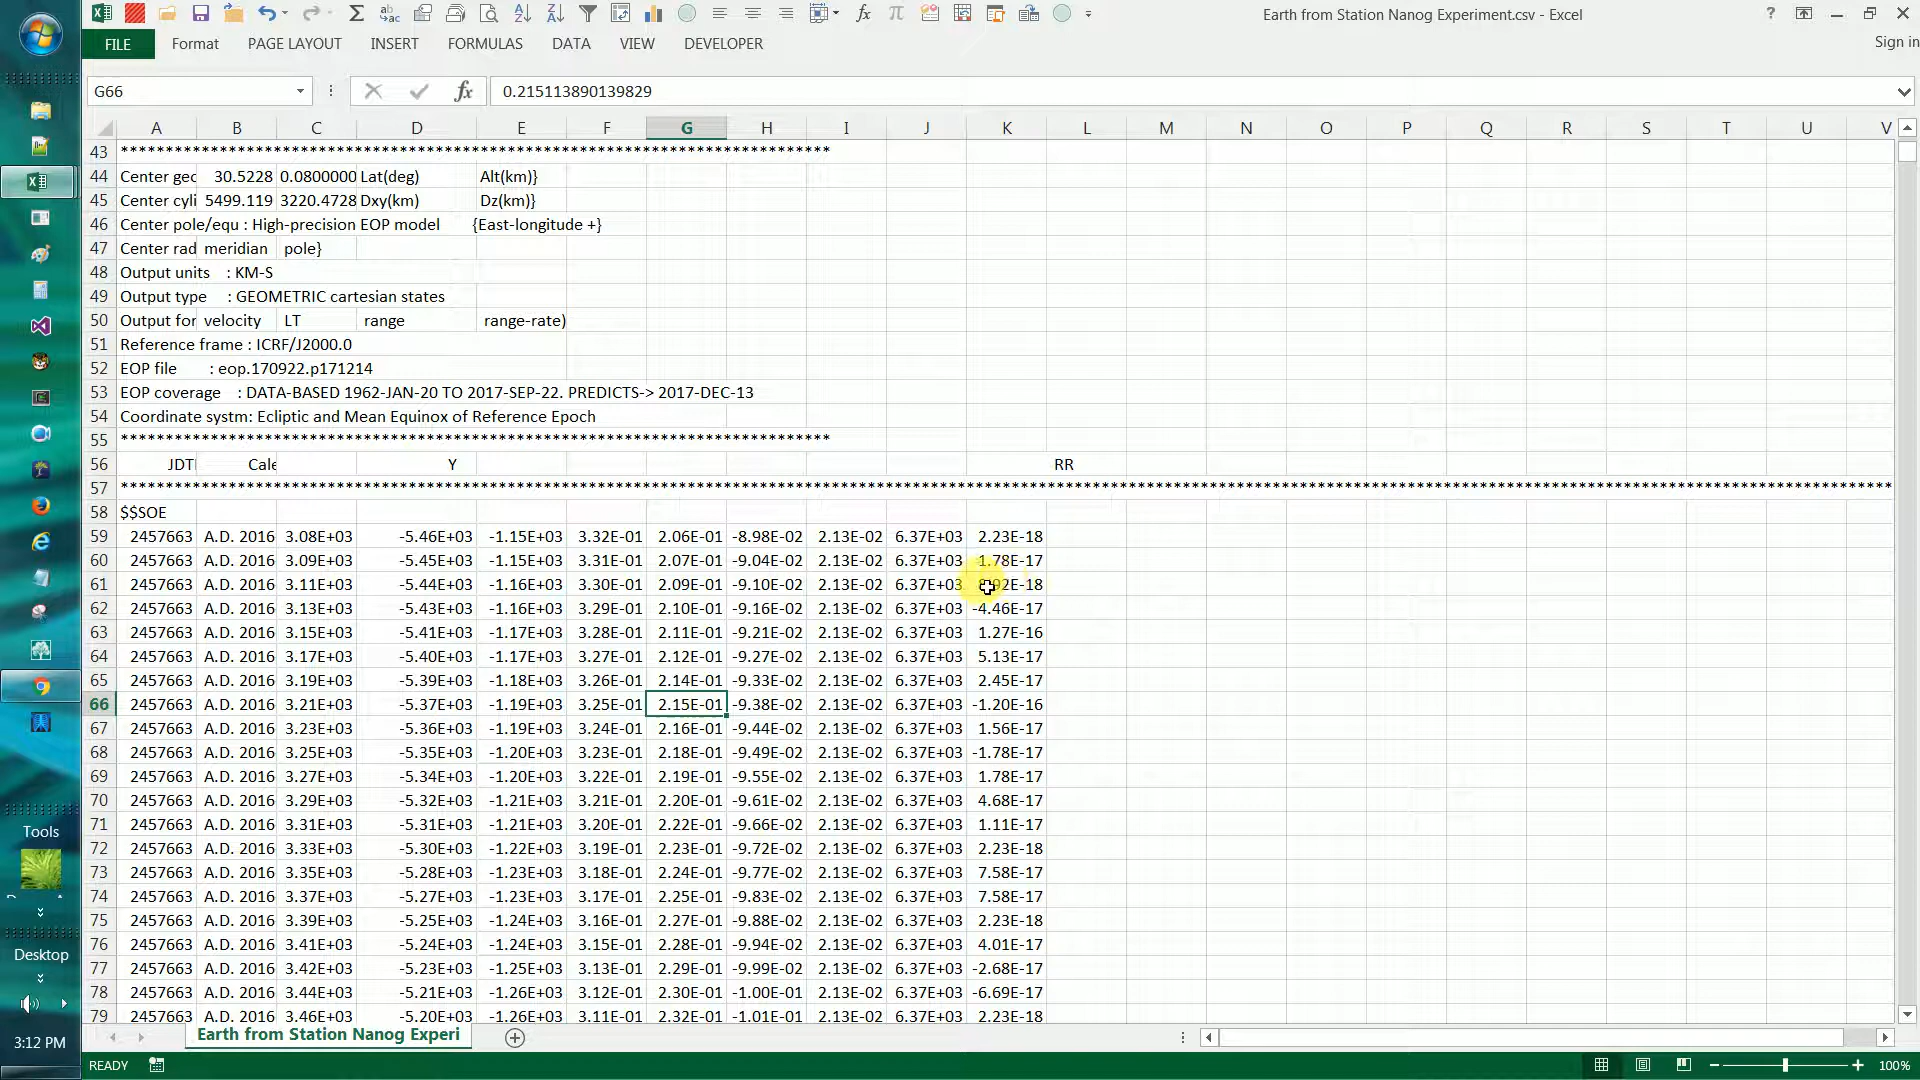 Earth from Station Nanog Experiment.csv - Excel
Sign in
FILE Format PAGE LAYOUT INSERT FORMULAS DATA VIEW DEVELOPER
G66 fx 0.215113890139829
A B C D E F G H I J K L M N O P Q R S T U V
43 *******************************************************************************
44 Center geo 30.5228 0.0800000 Lat(deg) Alt(km)}
45 Center cyli 5499.119 3220.4728 Dxy(km) Dz(km)}
46 Center pole/equ : High-precision EOP model {East-longitude +}
47 Center rad meridian pole}
48 Output units : KM-S
49 Output type : GEOMETRIC cartesian states
50 Output for velocity LT range range-rate)
51 Reference frame : ICRF/J2000.0
52 EOP file : eop.170922.p171214
53 EOP coverage : DATA-BASED 1962-JAN-20 TO 2017-SEP-22. PREDICTS-> 2017-DEC-13
54 Coordinate systm: Ecliptic and Mean Equinox of Reference Epoch
55 *******************************************************************************
56 JDT Cale Y RR
57 *******************************************************************************
58 $$SOE
59 2457663 A.D. 2016 3.08E+03 -5.46E+03 -1.15E+03 3.32E-01 2.06E-01 -8.98E-02 2.13E-02 6.37E+03 2.23E-18
60 2457663 A.D. 2016 3.09E+03 -5.45E+03 -1.15E+03 3.31E-01 2.07E-01 -9.04E-02 2.13E-02 6.37E+03 1.78E-17
61 2457663 A.D. 2016 3.11E+03 -5.44E+03 -1.16E+03 3.30E-01 2.09E-01 -9.10E-02 2.13E-02 6.37E+03
62 2457663 A.D. 2016 3.13E+03 -5.43E+03 -1.16E+03 3.29E-01 2.10E-01 -9.16E-02 2.13E-02 6.37E+03 -4.46E-17
63 2457663 A.D. 2016 3.15E+03 -5.41E+03 -1.17E+03 3.28E-01 2.11E-01 -9.21E-02 2.13E-02 6.37E+03 1.27E-16
64 2457663 A.D. 2016 3.17E+03 -5.40E+03 -1.17E+03 3.27E-01 2.12E-01 -9.27E-02 2.13E-02 6.37E+03 5.13E-17
65 2457663 A.D. 2016 3.19E+03 -5.39E+03 -1.18E+03 3.26E-01 2.14E-01 -9.33E-02 2.13E-02 6.37E+03 2.45E-17
66 2457663 A.D. 2016 3.21E+03 -5.37E+03 -1.19E+03 3.25E-01 2.15E-01 -9.38E-02 2.13E-02 6.37E+03 -1.20E-16
67 2457663 A.D. 2016 3.23E+03 -5.36E+03 -1.19E+03 3.24E-01 2.16E-01 -9.44E-02 2.13E-02 6.37E+03 1.56E-17
68 2457663 A.D. 2016 3.25E+03 -5.35E+03 -1.20E+03 3.23E-01 2.18E-01 -9.49E-02 2.13E-02 6.37E+03 -1.78E-17
69 2457663 A.D. 2016 3.27E+03 -5.34E+03 -1.20E+03 3.22E-01 2.19E-01 -9.55E-02 2.13E-02 6.37E+03 1.78E-17
70 2457663 A.D. 2016 3.29E+03 -5.32E+03 -1.21E+03 3.21E-01 2.20E-01 -9.61E-02 2.13E-02 6.37E+03 4.68E-17
71 2457663 A.D. 2016 3.31E+03 -5.31E+03 -1.21E+03 3.20E-01 2.22E-01 -9.66E-02 2.13E-02 6.37E+03 1.11E-17
72 2457663 A.D. 2016 3.33E+03 -5.30E+03 -1.22E+03 3.19E-01 2.23E-01 -9.72E-02 2.13E-02 6.37E+03 2.23E-18
73 2457663 A.D. 2016 3.35E+03 -5.28E+03 -1.23E+03 3.18E-01 2.24E-01 -9.77E-02 2.13E-02 6.37E+03 7.58E-17
74 2457663 A.D. 2016 3.37E+03 -5.27E+03 -1.23E+03 3.17E-01 2.25E-01 -9.83E-02 2.13E-02 6.37E+03 7.58E-17
75 2457663 A.D. 2016 3.39E+03 -5.25E+03 -1.24E+03 3.16E-01 2.27E-01 -9.88E-02 2.13E-02 6.37E+03 2.23E-18
76 2457663 A.D. 2016 3.41E+03 -5.24E+03 -1.24E+03 3.15E-01 2.28E-01 -9.94E-02 2.13E-02 6.37E+03 4.01E-17
77 2457663 A.D. 2016 3.42E+03 -5.23E+03 -1.25E+03 3.13E-01 2.29E-01 -9.99E-02 2.13E-02 6.37E+03 -2.68E-17
78 2457663 A.D. 2016 3.44E+03 -5.21E+03 -1.26E+03 3.12E-01 2.30E-01 -1.00E-01 2.13E-02 6.37E+03 -6.69E-17
79 2457663 A.D. 2016 3.46E+03 -5.20E+03 -1.26E+03 3.11E-01 2.32E-01 -1.01E-01 2.13E-02 6.37E+03 2.23E-18
Earth from Station Nanog Experi
READY 100%
Tools
Desktop
3:12 PM